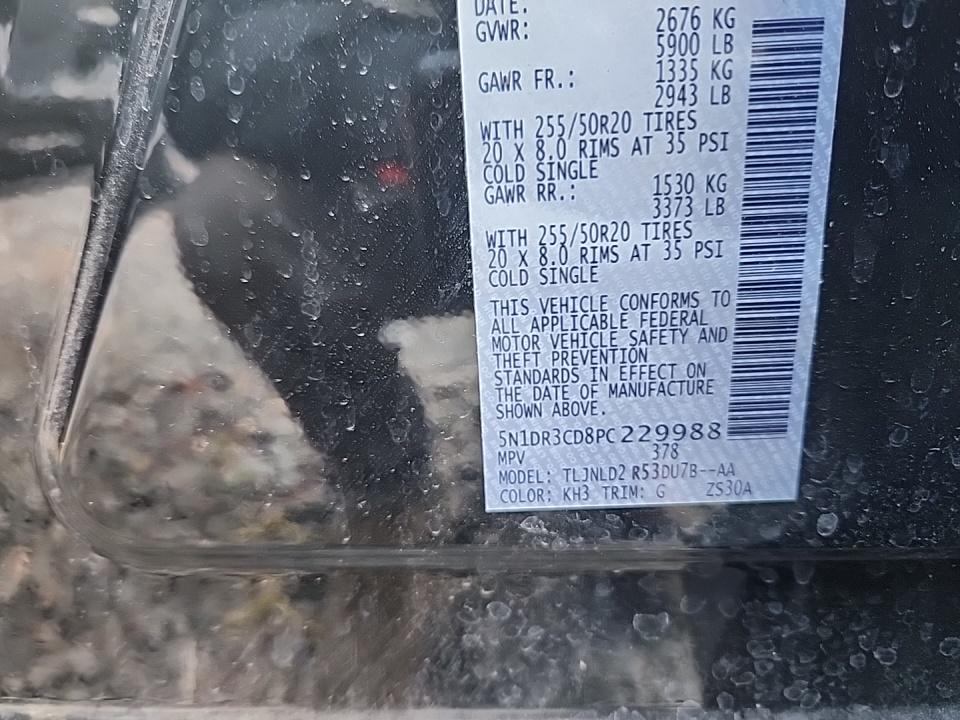 DATE:
GVWR: 2676 KG
5900 LB
GAWR FR.: 1335 KG
2943 LB
WITH 255/50R20 TIRES
20 X 8.0 RIMS AT 35 PSI
COLD SINGLE
GAWR RR.: 1530 KG
3373 LB
WITH 255/50R20 TIRES
20 X 8.0 RIMS AT 35 PSI
COLD SINGLE
THIS VEHICLE CONFORMS TO
ALL APPLICABLE FEDERAL
MOTOR VEHICLE SAFETY AND
THEFT PREVENTION
STANDARDS IN EFFECT ON
THE DATE OF MANUFACTURE
SHOWN ABOVE.
5N1DR3CD8PC229988
MPV 378
MODEL: TLJNLD2 R53DU7B--AA
COLOR: KH3 TRIM: G ZS30A